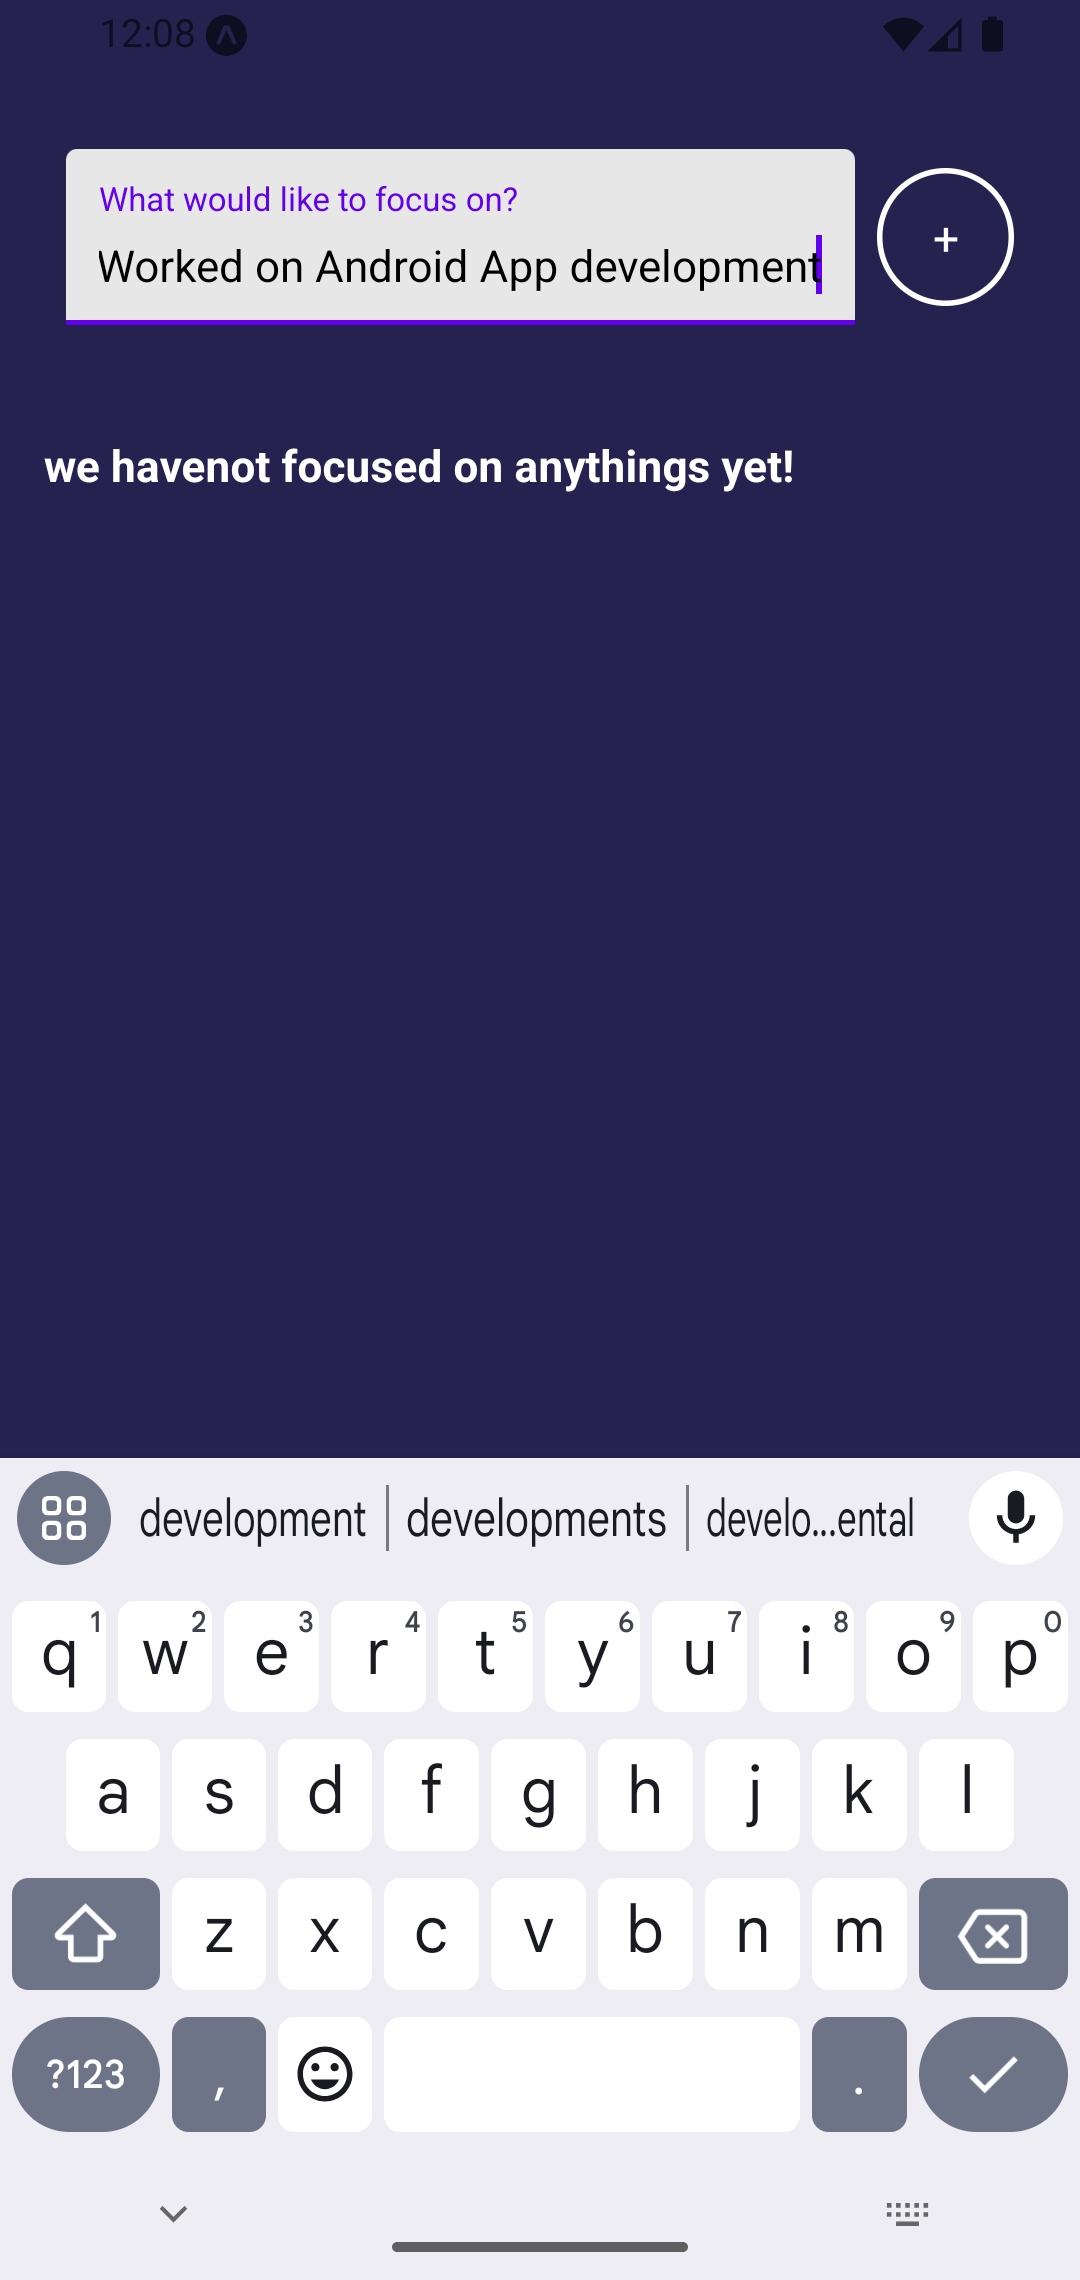 12:08
What would like to focus on?
Worked on Android App development
+
we havenot focused on anythings yet!
development developments develo...ental
q 1 w 2 e 3 r 4 t 5 y 6 u 7 i 8 o 9 p 0
a s d f g h j k l
z x c v b n m
?123 , .